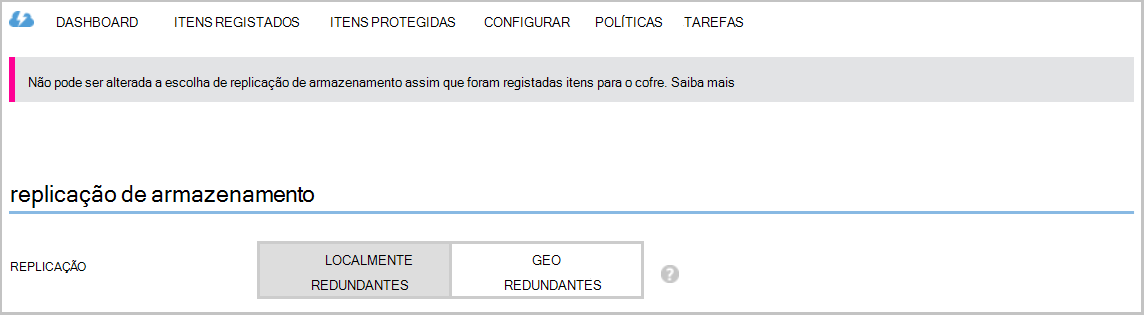 DASHBOARD ITENS REGISTADOS ITENS PROTEGIDAS CONFIGURAR POLÍTICAS TAREFAS
Não pode ser alterada a escolha de replicação de armazenamento assim que foram registadas itens para o cofre. Saiba mais
replicação de armazenamento
REPLICAÇÃO
LOCALMENTE
REDUNDANTES
GEO
REDUNDANTES
?